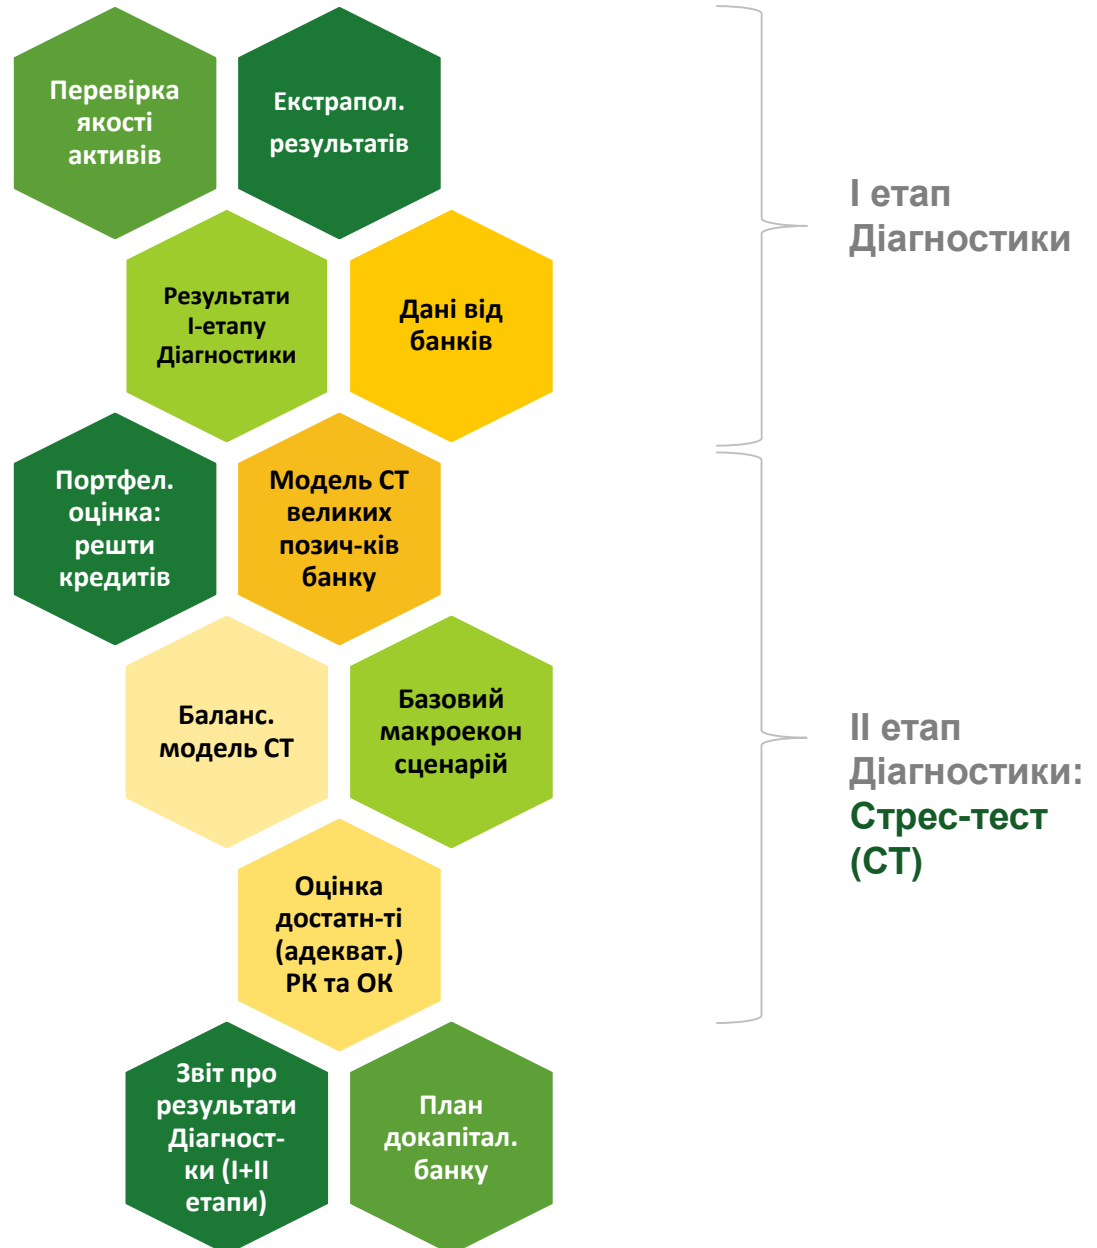 Перевірка
якості
активів
Екстрапол.
результатів
Результати
І-етапу
Діагностики
Дані від
банків
І етап
Діагностики
Портфел.
оцінка:
решти
кредитів
Модель СТ
великих
позич-ків
банку
Баланс.
модель СТ
Базовий
макроекон
сценарій
Оцінка
достатн-ті
(адекват.)
РК та ОК
ІІ етап
Діагностики:
Стрес-тест
(СТ)
Звіт про
результати
Діагност-
ки (І+ІІ
етапи)
План
докапітал.
банку